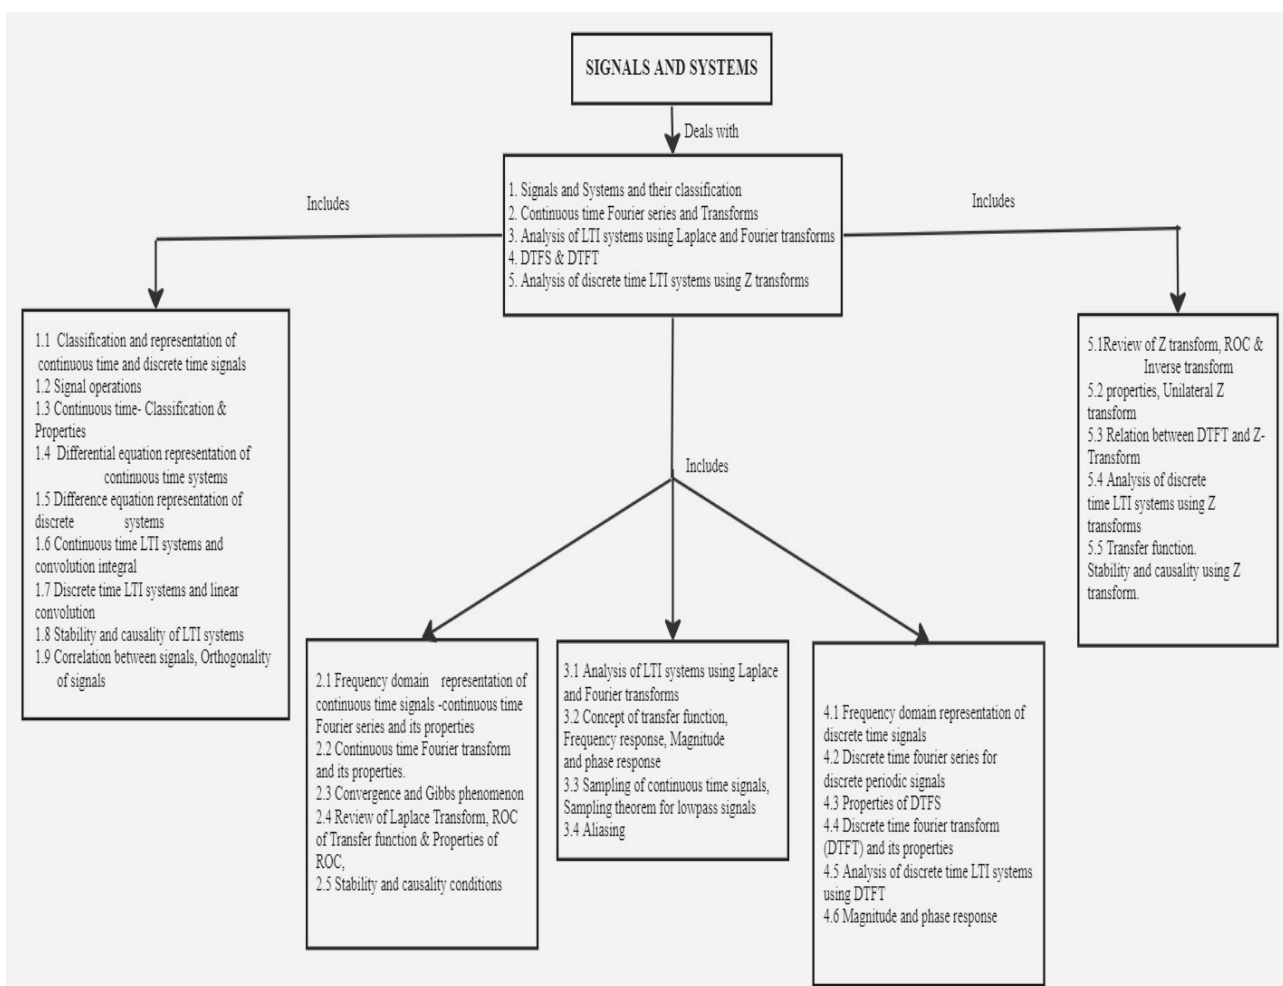 SIGNALS AND SYSTEMS
Deals with
1. Signals and Systems and their classification
2. Continuous time Fourier series and Transforms
3. Analysis of LTI systems using Laplace and Fourier transforms
4. DTFS & DTFT
5. Analysis of discrete time LTI systems using Z transforms
Includes
Includes
Includes
1.1 Classification and representation of
continuous time and discrete time signals
1.2 Signal operations
1.3 Continuous time- Classification &
Properties
1.4 Differential equation representation of
continuous time systems
1.5 Difference equation representation of
discrete systems
1.6 Continuous time LTI systems and
convolution integral
1.7 Discrete time LTI systems and linear
convolution
1.8 Stability and causality of LTI systems
1.9 Correlation between signals, Orthogonality
of signals
2.1 Frequency domain representation of
continuous time signals -continuous time
Fourier series and its properties
2.2 Continuous time Fourier transform
and its properties.
2.3 Convergence and Gibbs phenomenon
2.4 Review of Laplace Transform, ROC
of Transfer function & Properties of
ROC,
2.5 Stability and causality conditions
3.1 Analysis of LTI systems using Laplace
and Fourier transforms
3.2 Concept of transfer function,
Frequency response, Magnitude
and phase response
3.3 Sampling of continuous time signals,
Sampling theorem for lowpass signals
3.4 Aliasing
4.1 Frequency domain representation of
discrete time signals
4.2 Discrete time fourier series for
discrete periodic signals
4.3 Properties of DTFS
4.4 Discrete time fourier transform
(DTFT) and its properties
4.5 Analysis of discrete time LTI systems
using DTFT
4.6 Magnitude and phase response
5.1Review of Z transform, ROC &
Inverse transform
5.2 properties, Unilateral Z
transform
5.3 Relation between DTFT and Z-
Transform
5.4 Analysis of discrete
time LTI systems using Z
transforms
5.5 Transfer function.
Stability and causality using Z
transform.